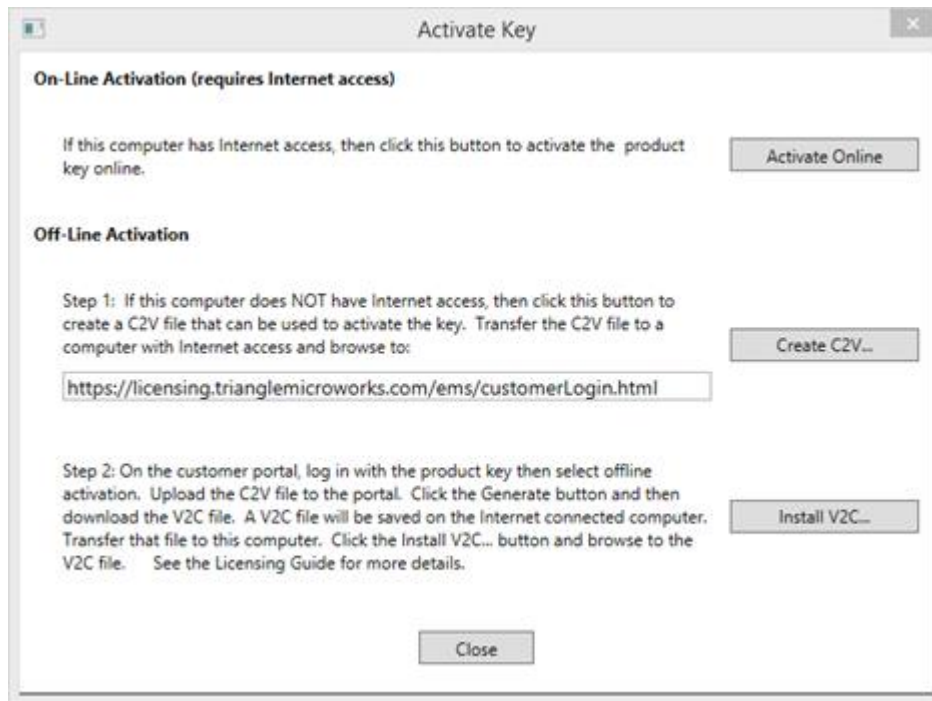 Activate Key
On-Line Activation (requires Internet access)
If this computer has Internet access, then click this button to activate the  product
key online.
Activate Online
Off-Line Activation
Step 1:  If this computer does NOT have Internet access, then click this button to
create a C2V file that can be used to activate the key.  Transfer the C2V file to a
computer with Internet access and browse to:
Create C2V...
https://licensing.trianglemicroworks.com/ems/customerLogin.html
Step 2: On the customer portal, log in with the product key then select offline
activation.  Upload the C2V file to the portal.  Click the Generate button and then
download the V2C file.  A V2C file will be saved on the Internet connected computer.
Transfer that file to this computer.  Click the Install V2C... button and browse to the
V2C file.     See the Licensing Guide for more details.
Install V2C...
Close